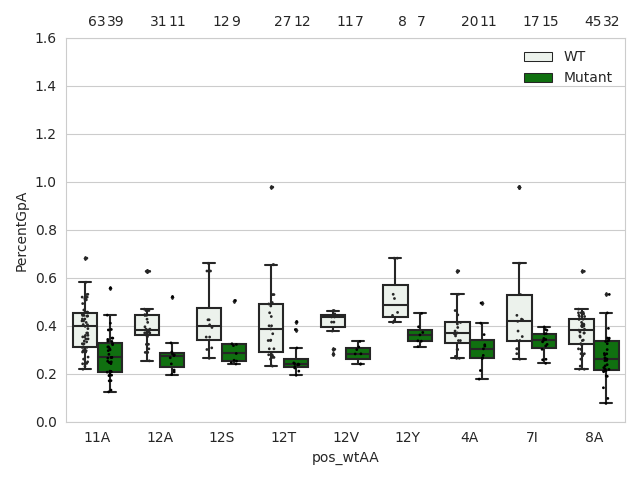 63 39 31 11 12 9 27 12 11 7 8 7 20 11 17 15 45 32
1.6
WT
Mutant
1.4
1.2
1.0
0.8
0.6
0.4
0.2
0.0
PercentGpA
11A 12A 12S 12T 12V 12Y 4A 7I 8A
pos_wtAA